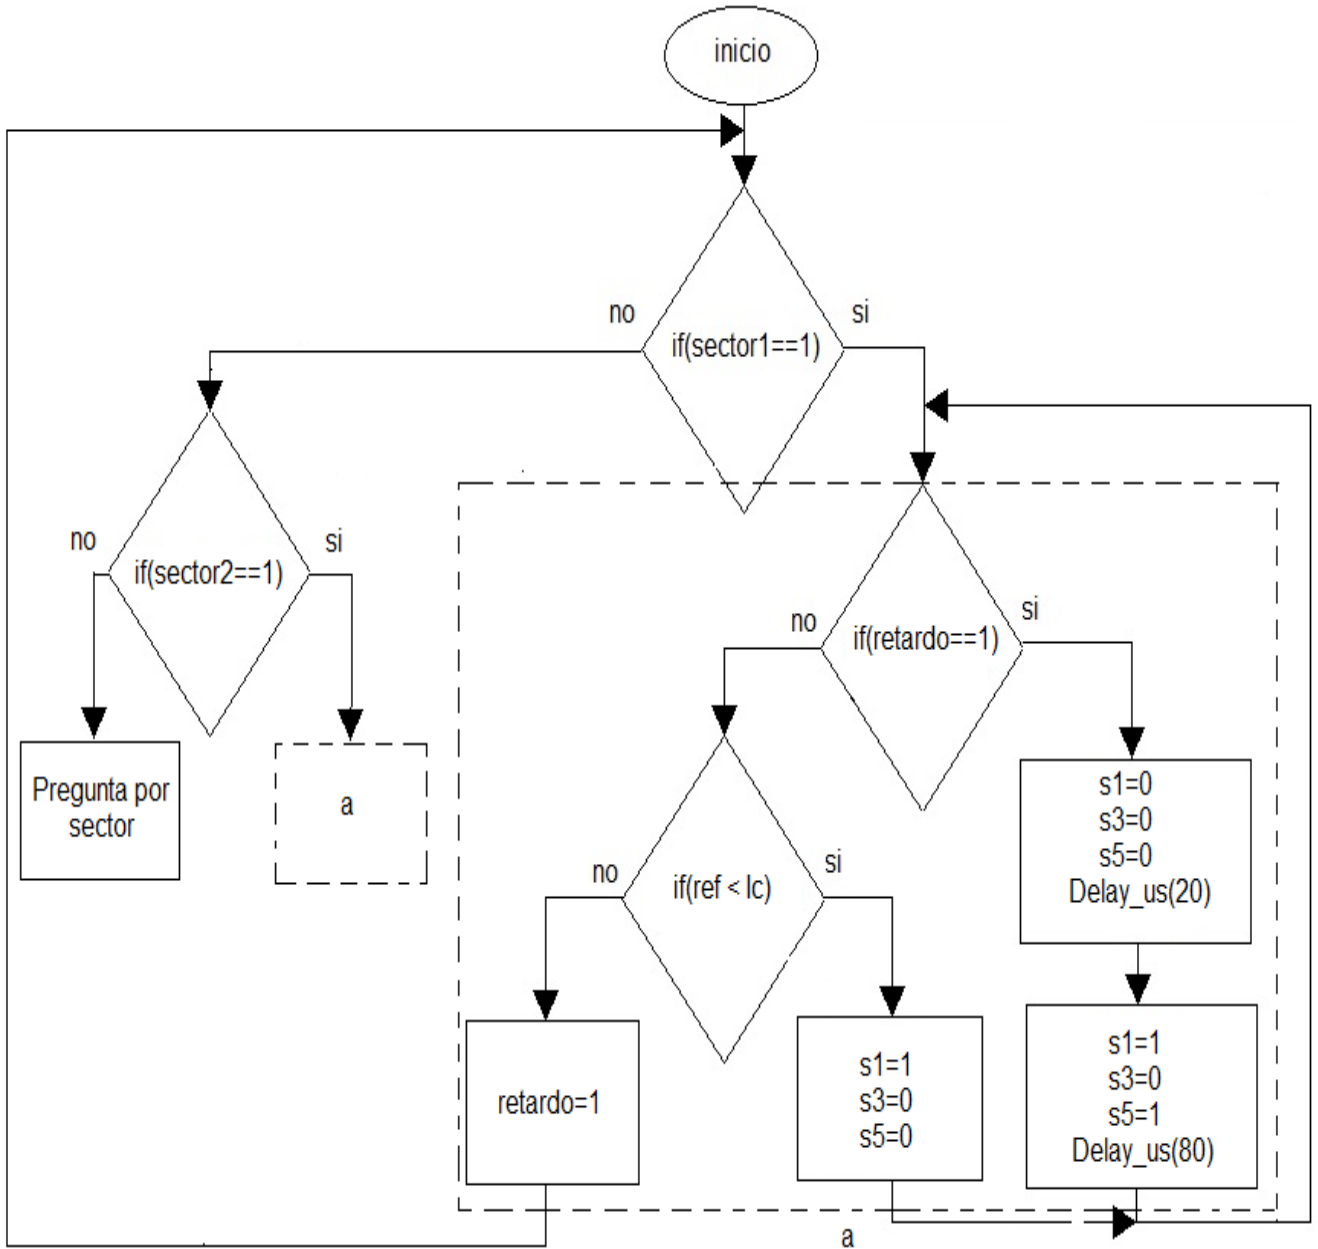 inicio
no
si
if(sector1==1)
no
si
if(sector2==1)
no
si
if(retardo==1)
Pregunta por
sector
a
s1=0
s3=0
s5=0
Delay_us(20)
no
si
if(ref < Ic)
retardo=1
s1=1
s3=0
s5=0
s1=1
s3=0
s5=1
Delay_us(80)
a